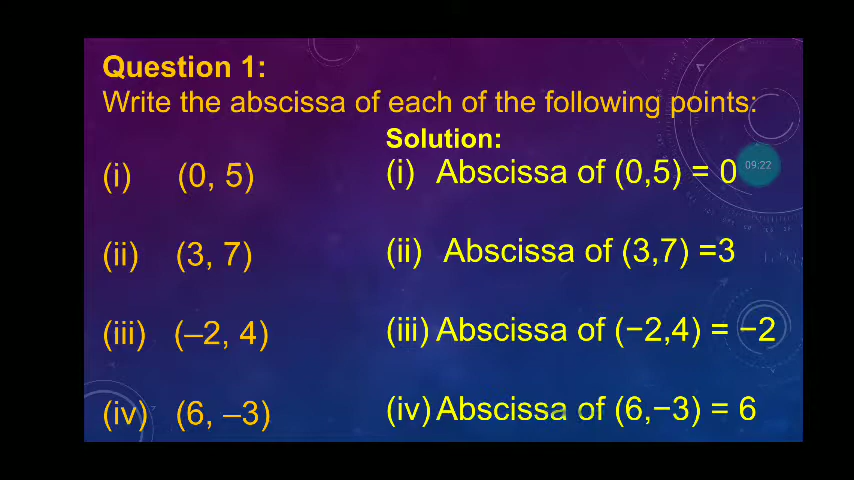 Question 1:
Write the abscissa of each of the following points:
Solution:
(i) (0, 5)
(i) Abscissa of (0,5) = 0
09:22
(ii) (3, 7)
(ii) Abscissa of (3,7) =3
(iii) (–2, 4)
(iii) Abscissa of (−2,4) = −2
(iv) (6, –3)
(iv) Abscissa of (6,−3) = 6